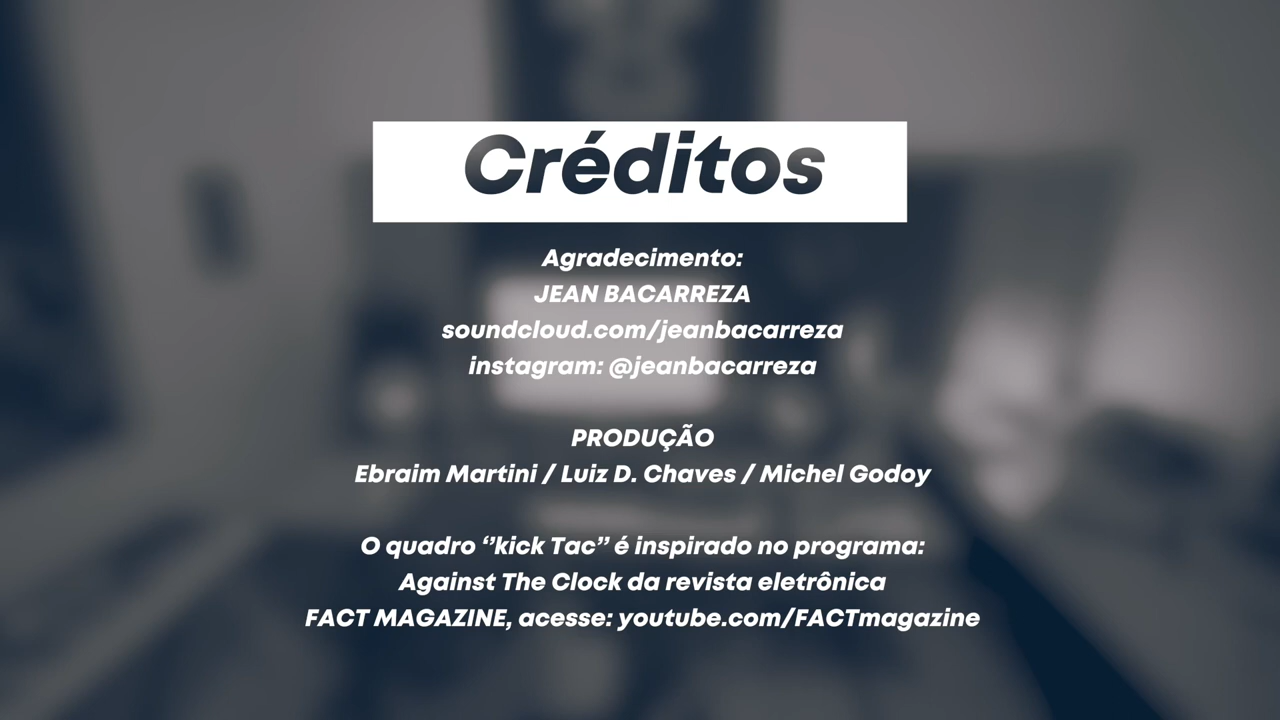 Créditos
Agradecimento:
JEAN BACARREZA
soundcloud.com/jeanbacarreza
instagram: @jeanbacarreza
PRODUÇÃO
Ebraim Martini / Luiz D. Chaves / Michel Godoy
O quadro ‘’kick Tac’’ é inspirado no programa:
Against The Clock da revista eletrônica
FACT MAGAZINE, acesse: youtube.com/FACTmagazine